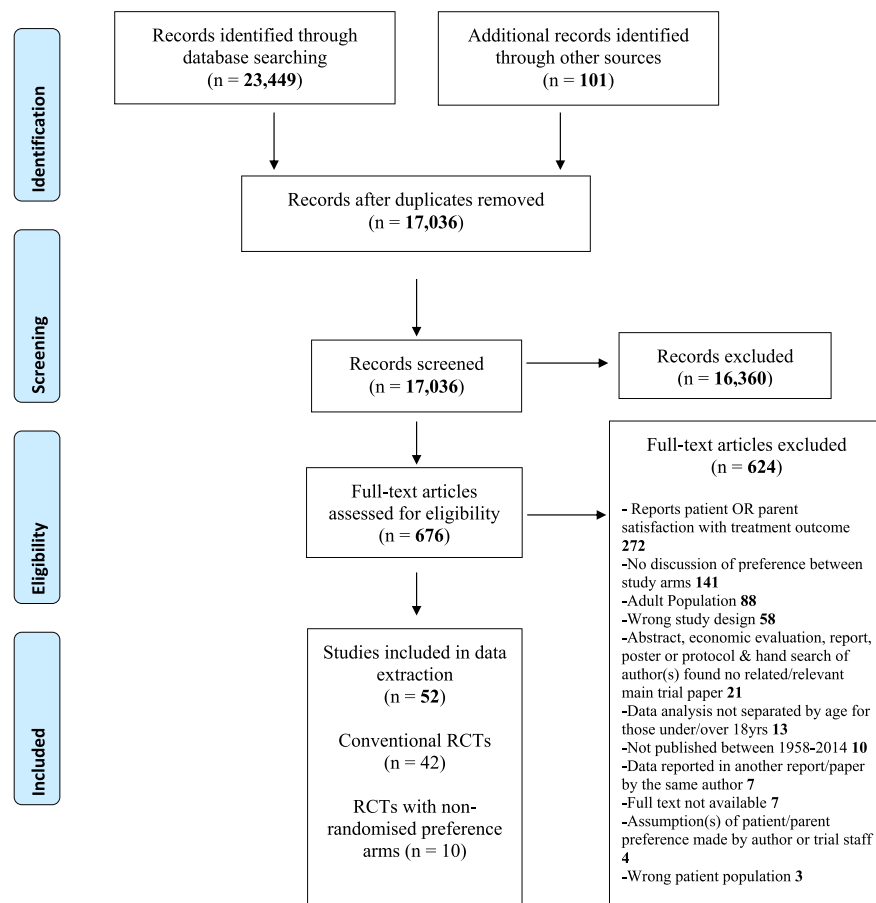 Identification
Records identified through
database searching
(n = 23,449)
Additional records identified
through other sources
(n = 101)
Records after duplicates removed
(n = 17,036)
Screening
Records screened
(n = 17,036)
Records excluded
(n = 16,360)
Eligibility
Full-text articles
assessed for eligibility
(n = 676)
Full-text articles excluded
(n = 624)
- Reports patient OR parent
satisfaction with treatment outcome
272
-No discussion of preference between
study arms 141
-Adult Population 88
-Wrong study design 58
-Abstract, economic evaluation, report,
poster or protocol & hand search of
author(s) found no related/relevant
main trial paper 21
-Data analysis not separated by age for
those under/over 18yrs 13
-Not published between 1958-2014 10
-Data reported in another report/paper
by the same author 7
-Full text not available 7
-Assumption(s) of patient/parent
preference made by author or trial staff
4
-Wrong patient population 3
Included
Studies included in data
extraction
(n = 52)
Conventional RCTs
(n = 42)
RCTs with non-
randomised preference
arms (n = 10)